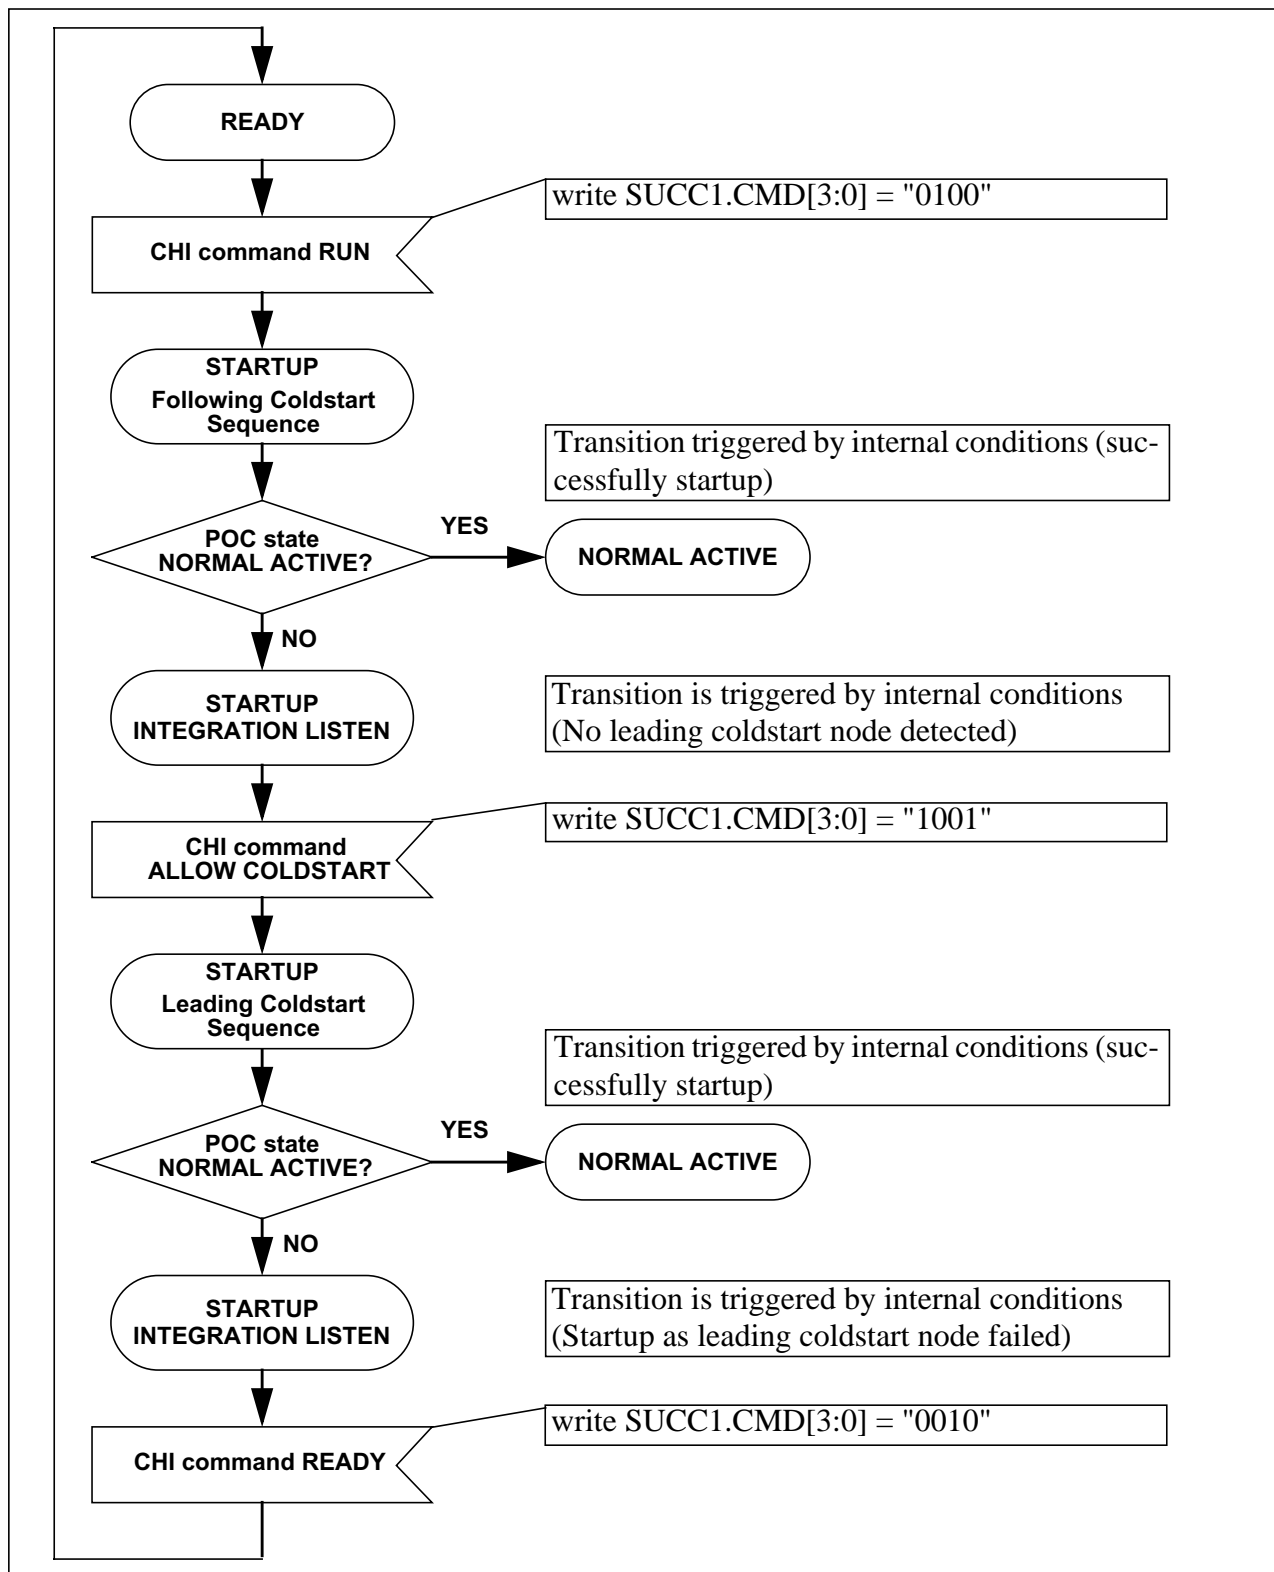 READY
write SUCC1.CMD[3:0] = "0100"
CHI command RUN
STARTUP
Following Coldstart
Sequence
Transition triggered by internal conditions (suc-
cessfully startup)
POC state
NORMAL ACTIVE?
YES
NORMAL ACTIVE
NO
STARTUP
INTEGRATION LISTEN
Transition is triggered by internal conditions
(No leading coldstart node detected)
write SUCC1.CMD[3:0] = "1001"
CHI command
ALLOW COLDSTART
STARTUP
Leading Coldstart
Sequence
Transition triggered by internal conditions (suc-
cessfully startup)
POC state
NORMAL ACTIVE?
YES
NORMAL ACTIVE
NO
STARTUP
INTEGRATION LISTEN
Transition is triggered by internal conditions
(Startup as leading coldstart node failed)
write SUCC1.CMD[3:0] = "0010"
CHI command READY